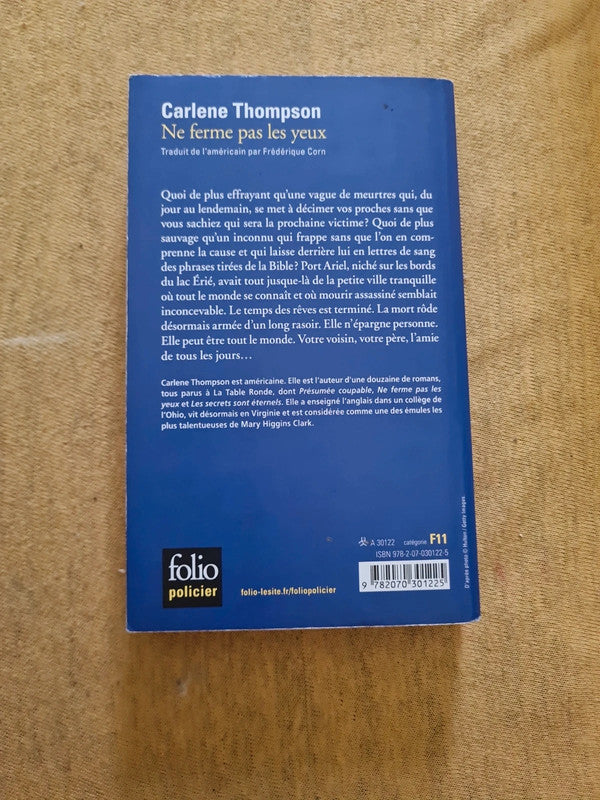 Carlene Thompson
Ne ferme pas les yeux
Traduit de l'américain par Frédérique Corn
Quoi de plus effrayant qu'une vague de meurtres qui, du
jour au lendemain, se met à décimer vos proches sans que
vous sachiez qui sera la prochaine victime? Quoi de plus
sauvage qu'un inconnu qui frappe sans que l'on en com-
prenne la cause et qui laisse derrière lui en lettres de sang
des phrases tirées de la Bible? Port Ariel, niché sur les bords
du lac Érié, avait tout jusque-là de la petite ville tranquille
où tout le monde se connaît et où mourir assassiné semblait
inconcevable. Le temps des rêves est terminé. La mort rôde
désormais armée d'un long rasoir. Elle n'épargne personne.
Elle peut être tout le monde. Votre voisin, votre père, l'amie
de tous les jours…
Carlene Thompson est américaine. Elle est l'auteur d'une douzaine de romans,
tous parus à La Table Ronde, dont Présumée coupable, Ne ferme pas les
yeux et Les secrets sont éternels. Elle a enseigné l'anglais dans un collège de
l'Ohio, vit désormais en Virginie et est considérée comme une des émules les
plus talentueuses de Mary Higgins Clark.
folio
policier
folio-lesite.fr/foliopolicier
A 30122 catégorie F11
ISBN 978-2-07-030122-5
9 782070 301225
D'après photo © Hulton / Getty Images.